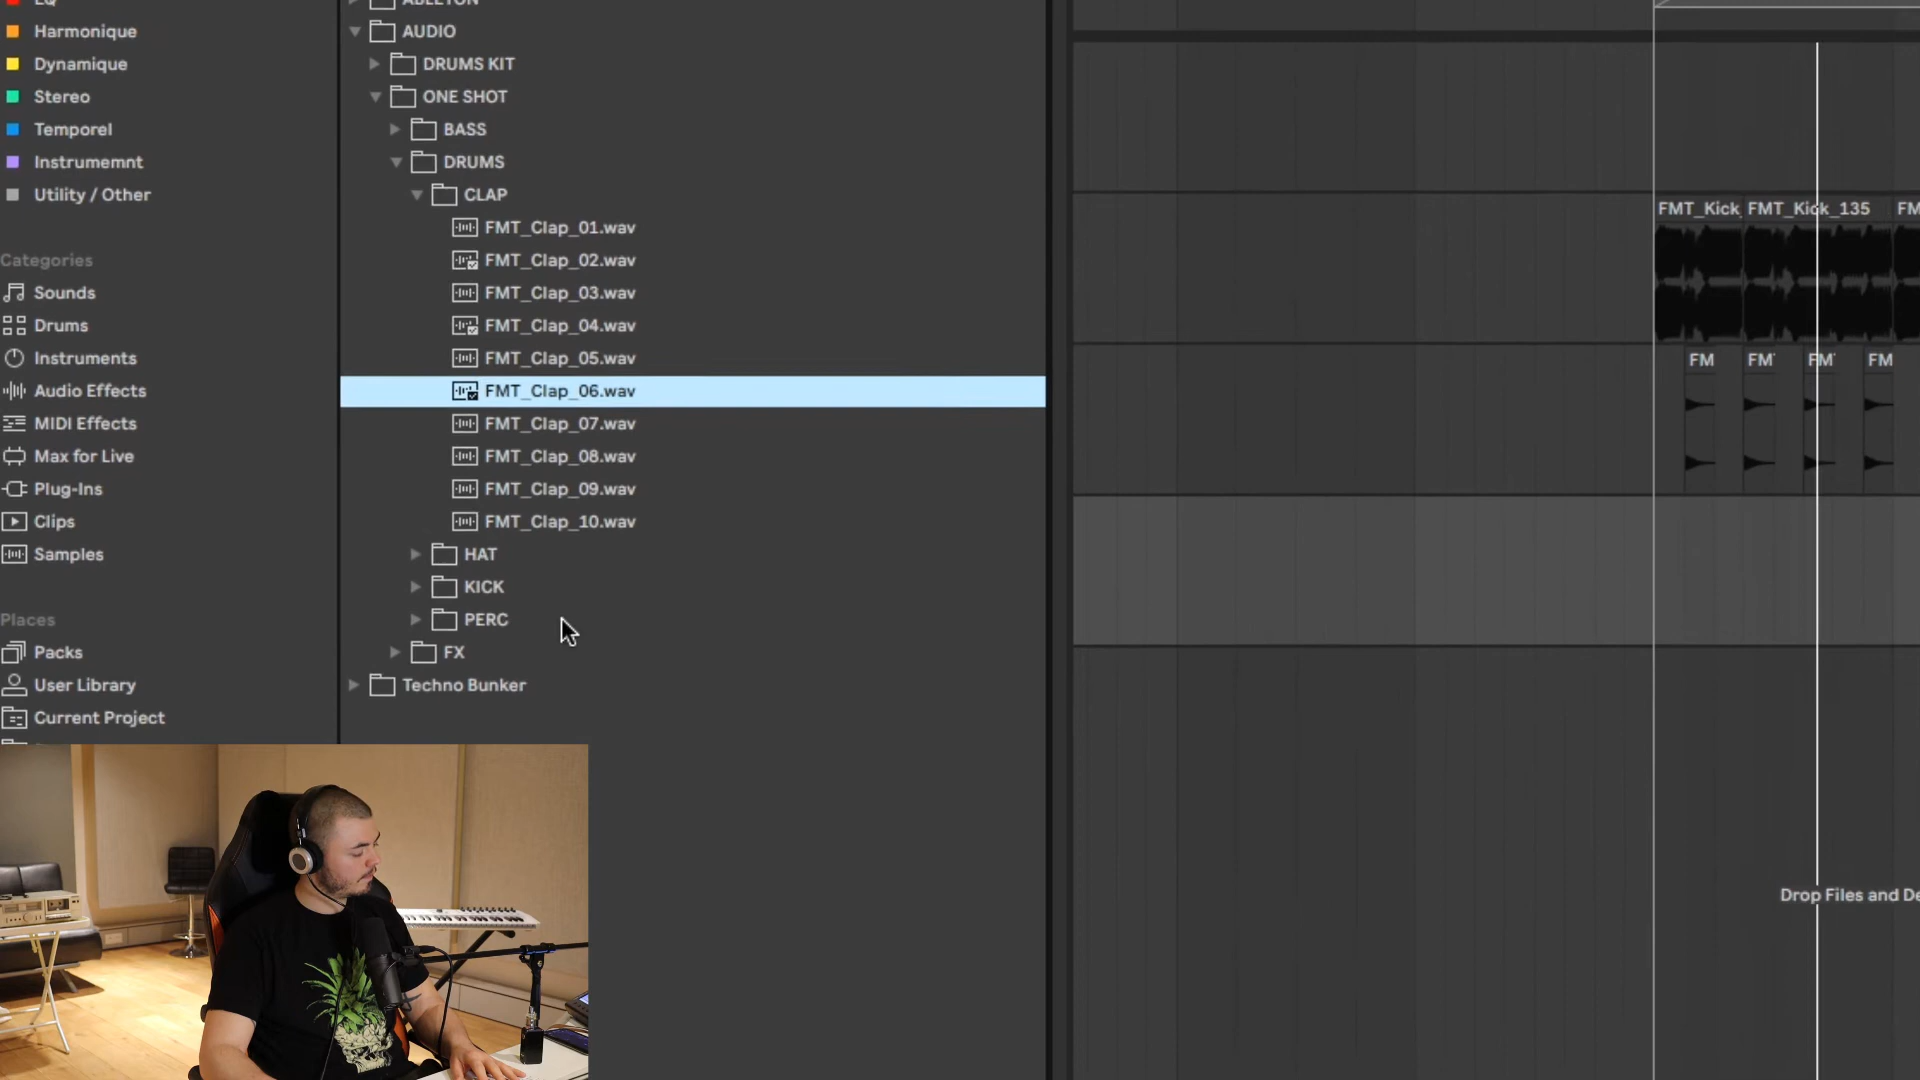 EQ
Harmonique
Dynamique
Stereo
Temporel
Instrumemnt
Utility / Other
Categories
Sounds
Drums
Instruments
Audio Effects
MIDI Effects
Max for Live
Plug-Ins
Clips
Samples
Places
Packs
User Library
Current Project
ABLETON
AUDIO
DRUMS KIT
ONE SHOT
BASS
DRUMS
CLAP
FMT_Clap_01.wav
FMT_Clap_02.wav
FMT_Clap_03.wav
FMT_Clap_04.wav
FMT_Clap_05.wav
FMT_Clap_06.wav
FMT_Clap_07.wav
FMT_Clap_08.wav
FMT_Clap_09.wav
FMT_Clap_10.wav
HAT
KICK
PERC
FX
Techno Bunker
FMT_Kick_ FMT_Kick_135 FM
FM FM FM FM
Drop Files and De